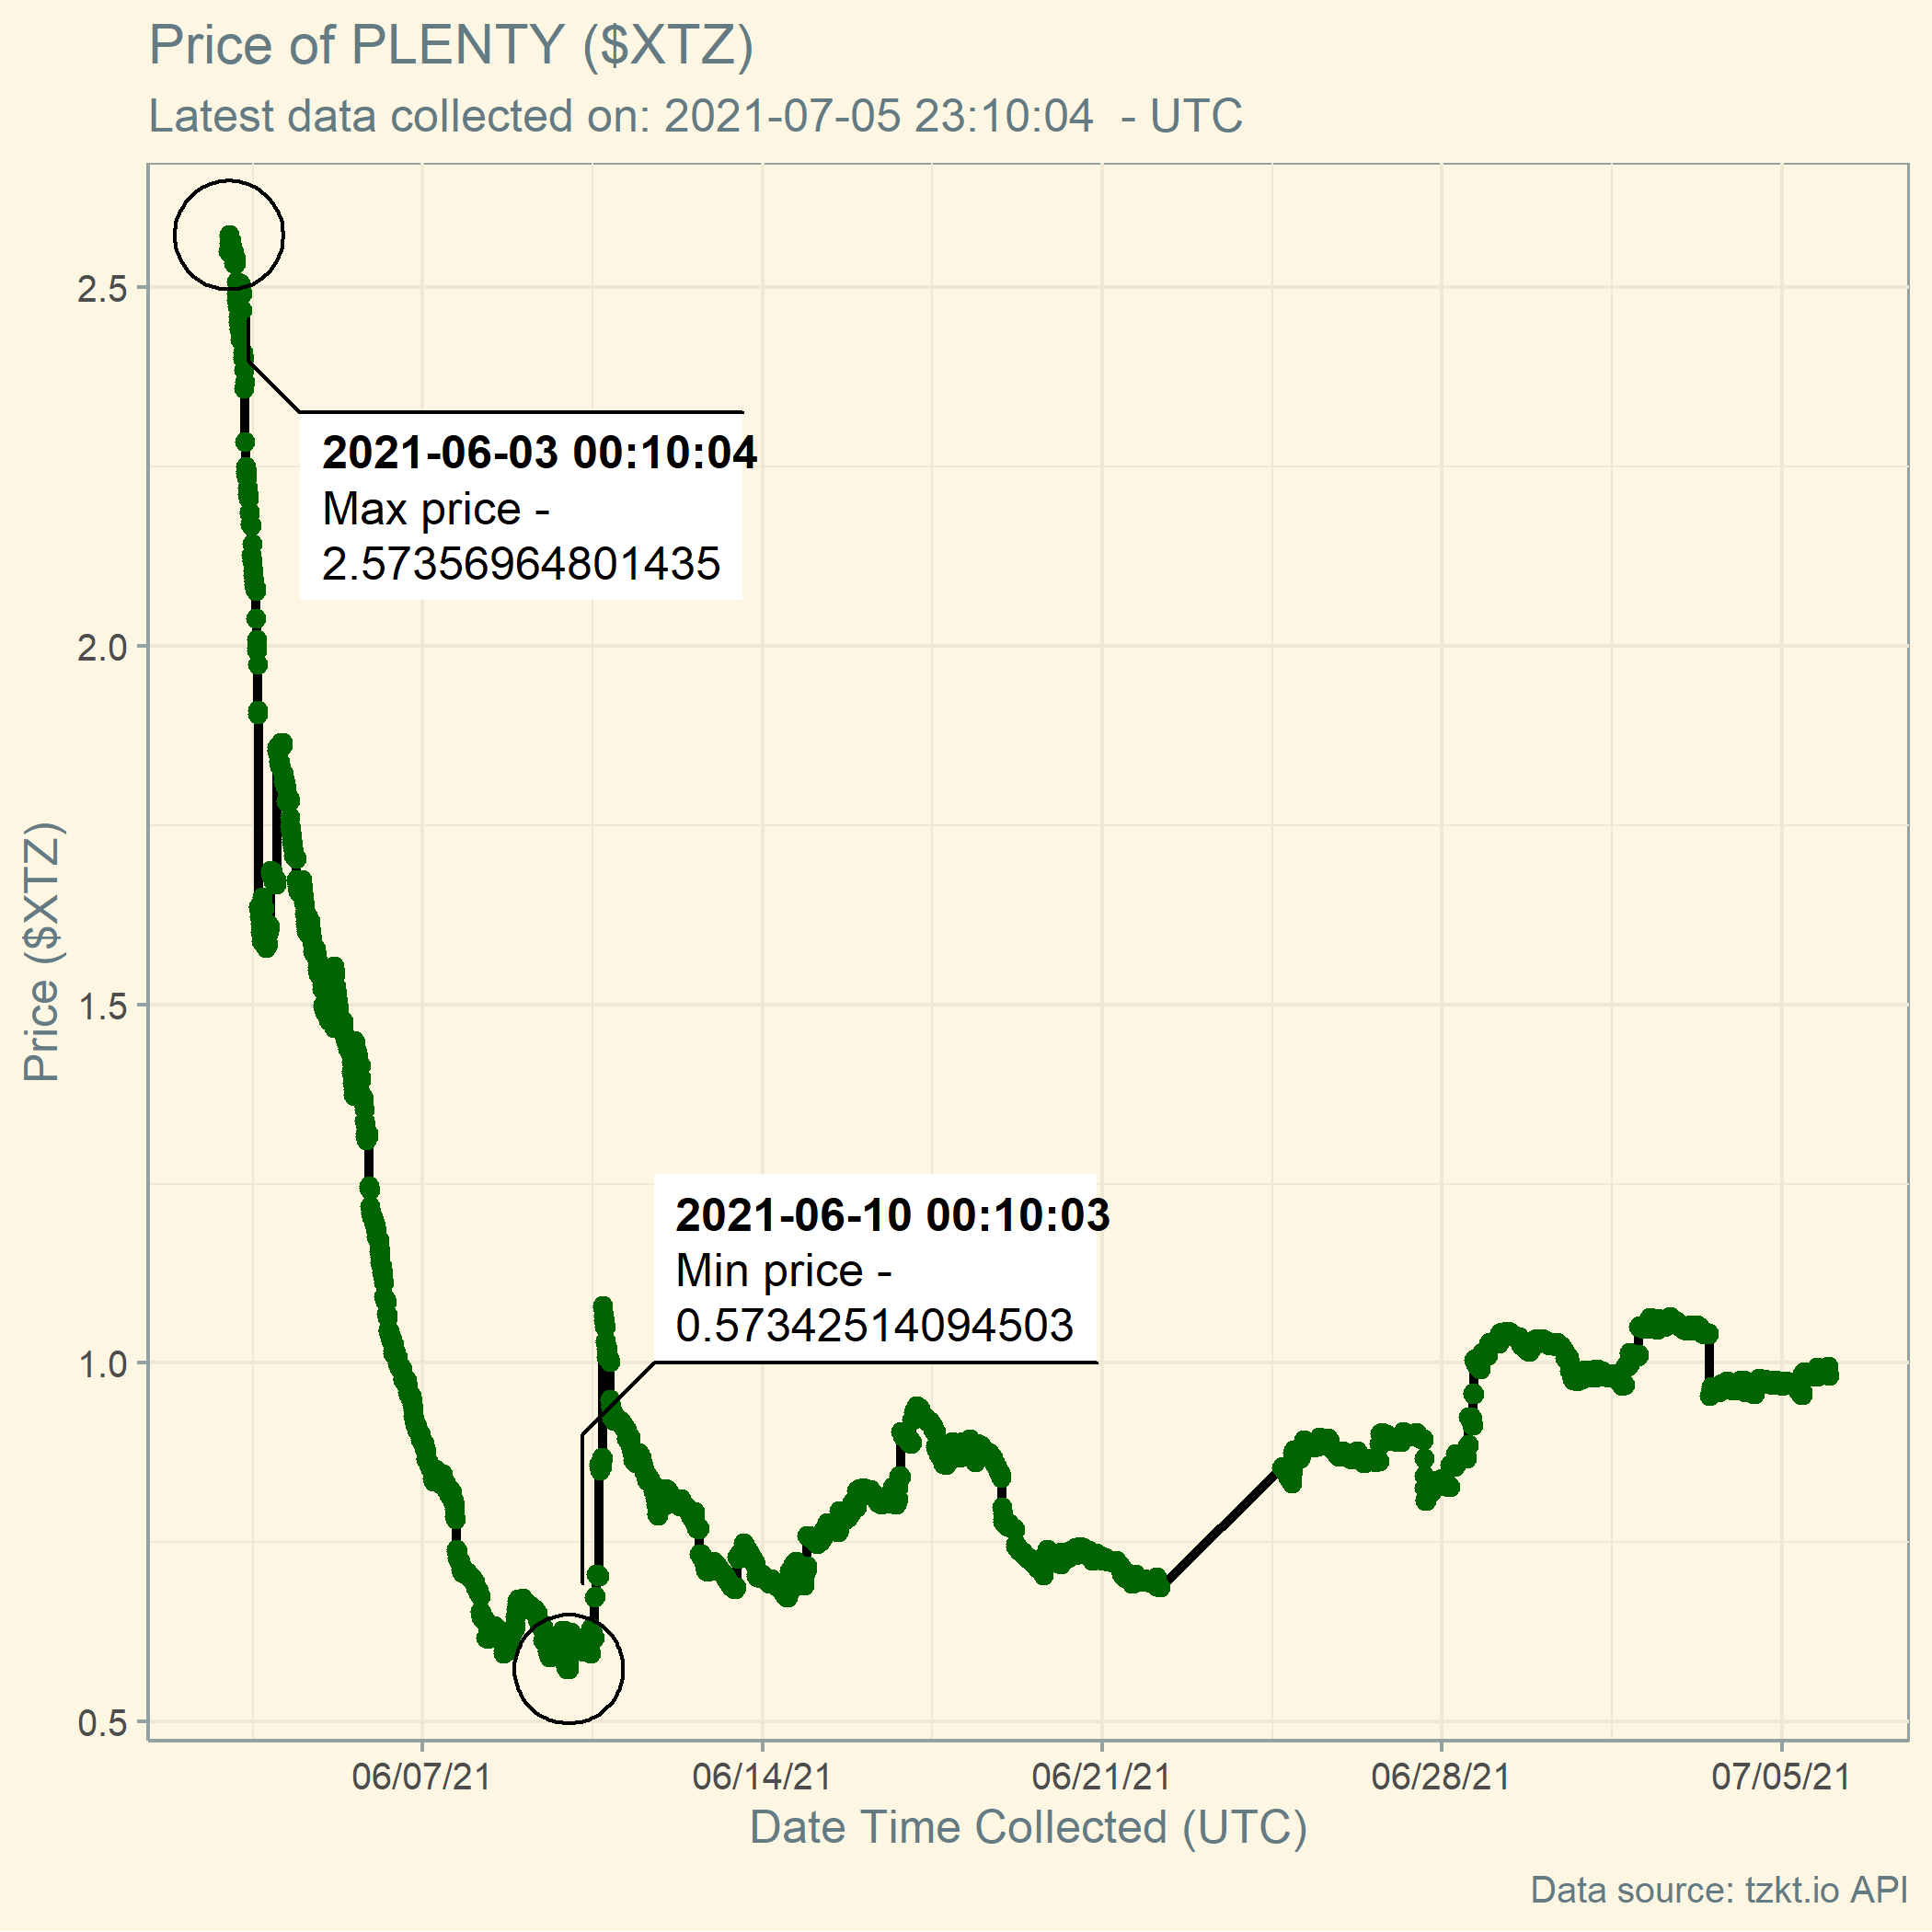 Price of PLENTY ($XTZ)
Latest data collected on: 2021-07-05 23:10:04  - UTC
2021-06-03 00:10:04
Max price -
2.57356964801435
2021-06-10 00:10:03
Min price -
0.57342514094503
Price ($XTZ)
2.5
2.0
1.5
1.0
0.5
06/07/21
06/14/21
06/21/21
06/28/21
07/05/21
Date Time Collected (UTC)
Data source: tzkt.io API